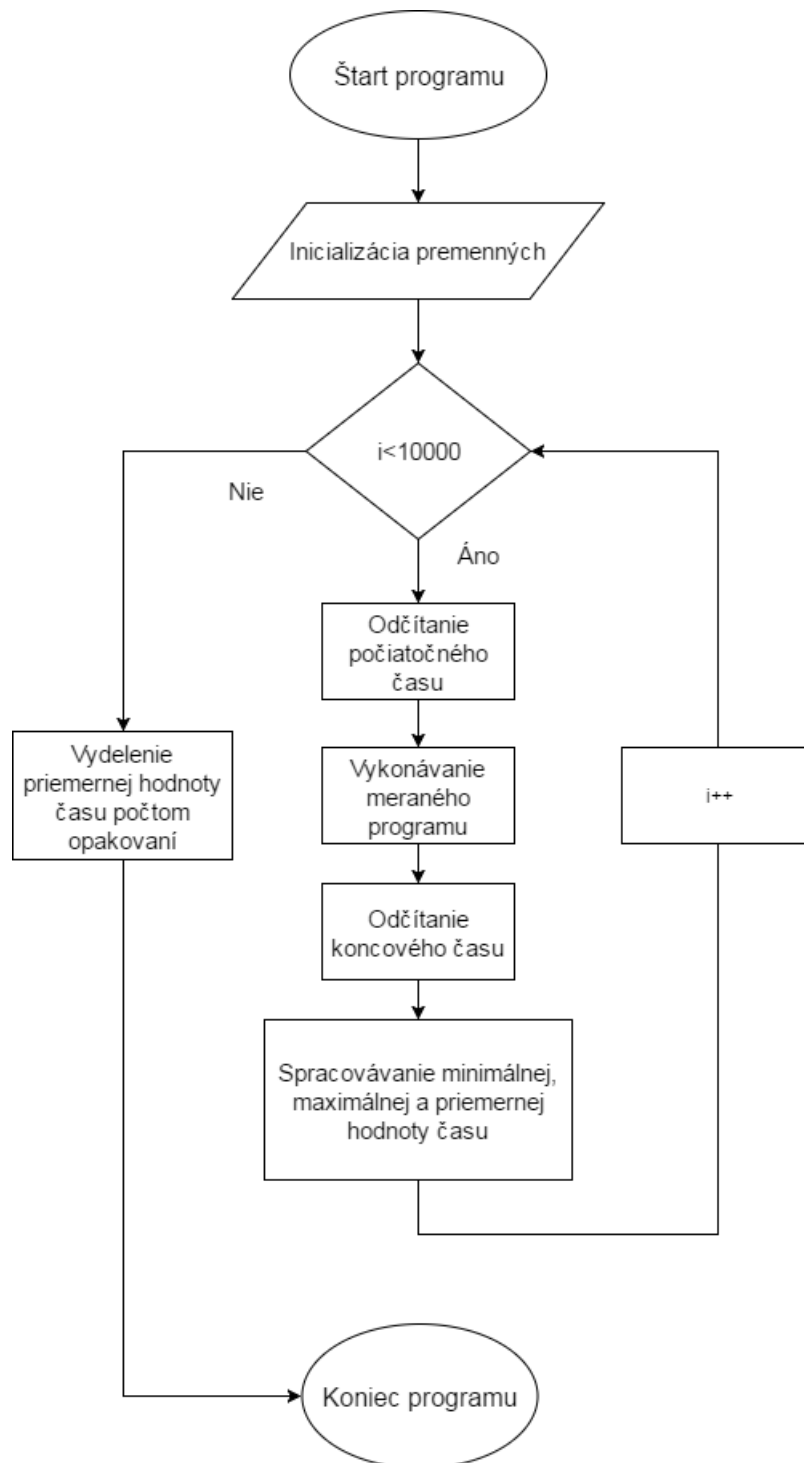 Štart programu
Inicializácia premenných
i<10000
Nie
Áno
Odčítanie
počiatočného
času
Vydelenie
priemernej hodnoty
času počtom
opakovaní
Vykonávanie
meraného
programu
i++
Odčítanie
koncového času
Spracovávanie minimálnej,
maximálnej a priemernej
hodnoty času
Koniec programu